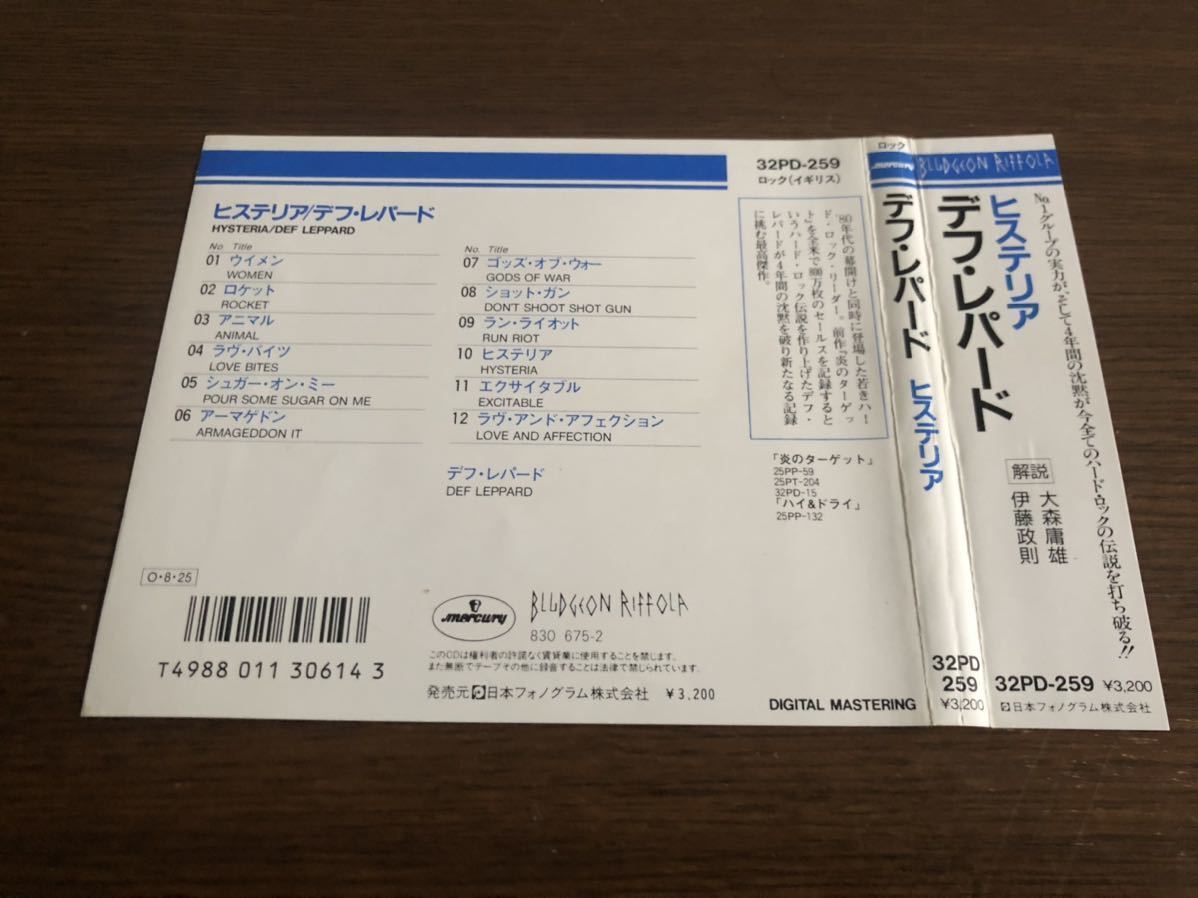 ヒステリア/デフ・レパード
HYSTERIA/DEF LEPPARD
No. Title
01 ウイメン
WOMEN
02 ロケット
ROCKET
03 アニマル
ANIMAL
04 ラヴ・バイツ
LOVE BITES
05 シュガー・オン・ミー
POUR SOME SUGAR ON ME
06 アーマゲドン
ARMAGEDDON IT
No. Title
07 ゴッズ・オブ・ウォー
GODS OF WAR
08 ショット・ガン
DON'T SHOOT SHOT GUN
09 ラン・ライオット
RUN RIOT
10 ヒステリア
HYSTERIA
11 エクサイタブル
EXCITABLE
12 ラヴ・アンド・アフェクション
LOVE AND AFFECTION
デフ・レパード
DEF LEPPARD
O・8・25
T4988 011 30614 3
mercury
BLUDGEON RIFFOLA
830 675-2
このCDは権利者の許諾なく賃貸業に使用することを禁じます。
また無断でテープその他に録音することは法律で禁じられています。
発売元 日本フォノグラム株式会社 ¥3,200
32PD-259
ロック(イギリス)
'80年代の幕開けと同時に登場した若きハー
ド・ロック・リーダー。前作『炎のターゲッ
ト』を全米で800万枚のセールスを記録すると
いうハード・ロック伝説を作り上げたデフ・
レパードが4年間の沈黙を破り新たなる記録
に挑む最高傑作。
「炎のターゲット」
25PP-59
25PT-204
32PD-15
「ハイ&ドライ」
25PP-132
DIGITAL MASTERING
ロック
mercury
デフ・レパード ヒステリア
32PD
259
¥3,200
BLUDGEON RIFFOLA
No.1グループの実力が、そして4年間の沈黙が今全てのハード・ロックの伝説を打ち破る!!
ヒステリア
デフ・レパード
解説
大森庸雄
伊藤政則
32PD-259 ¥3,200
日本フォノグラム株式会社